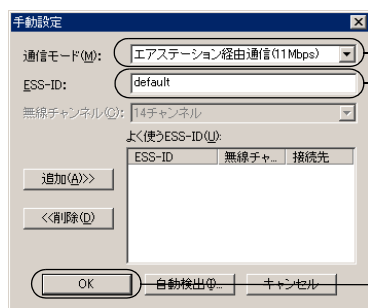 手動設定
通信モード(M): エアステーション経由通信(11Mbps)
ESS-ID: default
無線チャンネル(C): 14チャンネル
よく使うESS-ID(U):
ESS-ID 無線チャ... 接続先
追加(A)>>
<<削除(D)
OK 自動検出(I)... キャンセル